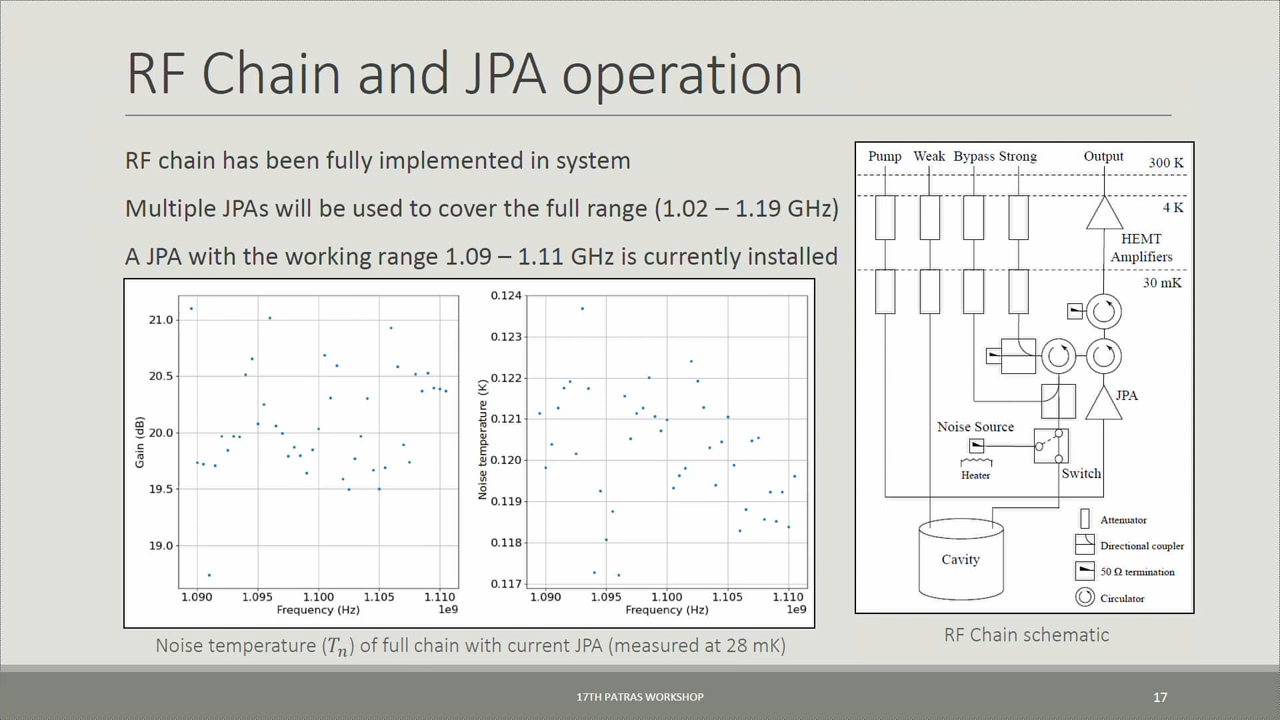 RF Chain and JPA operation
RF chain has been fully implemented in system
Multiple JPAs will be used to cover the full range (1.02 – 1.19 GHz)
A JPA with the working range 1.09 – 1.11 GHz is currently installed
21.0
20.5
20.0
19.5
19.0
Gain (dB)
1.090 1.095 1.100 1.105 1.110
Frequency (Hz)
1e9
0.124
0.123
0.122
0.121
0.120
0.119
0.118
0.117
Noise temperature (K)
1.090 1.095 1.100 1.105 1.110
Frequency (Hz)
1e9
Noise temperature (Tₙ) of full chain with current JPA (measured at 28 mK)
Pump Weak Bypass Strong Output
300 K
4 K
HEMT
Amplifiers
30 mK
JPA
Noise Source
Heater
Switch
Cavity
Attenuator
Directional coupler
50 Ω termination
Circulator
RF Chain schematic
17TH PATRAS WORKSHOP
17